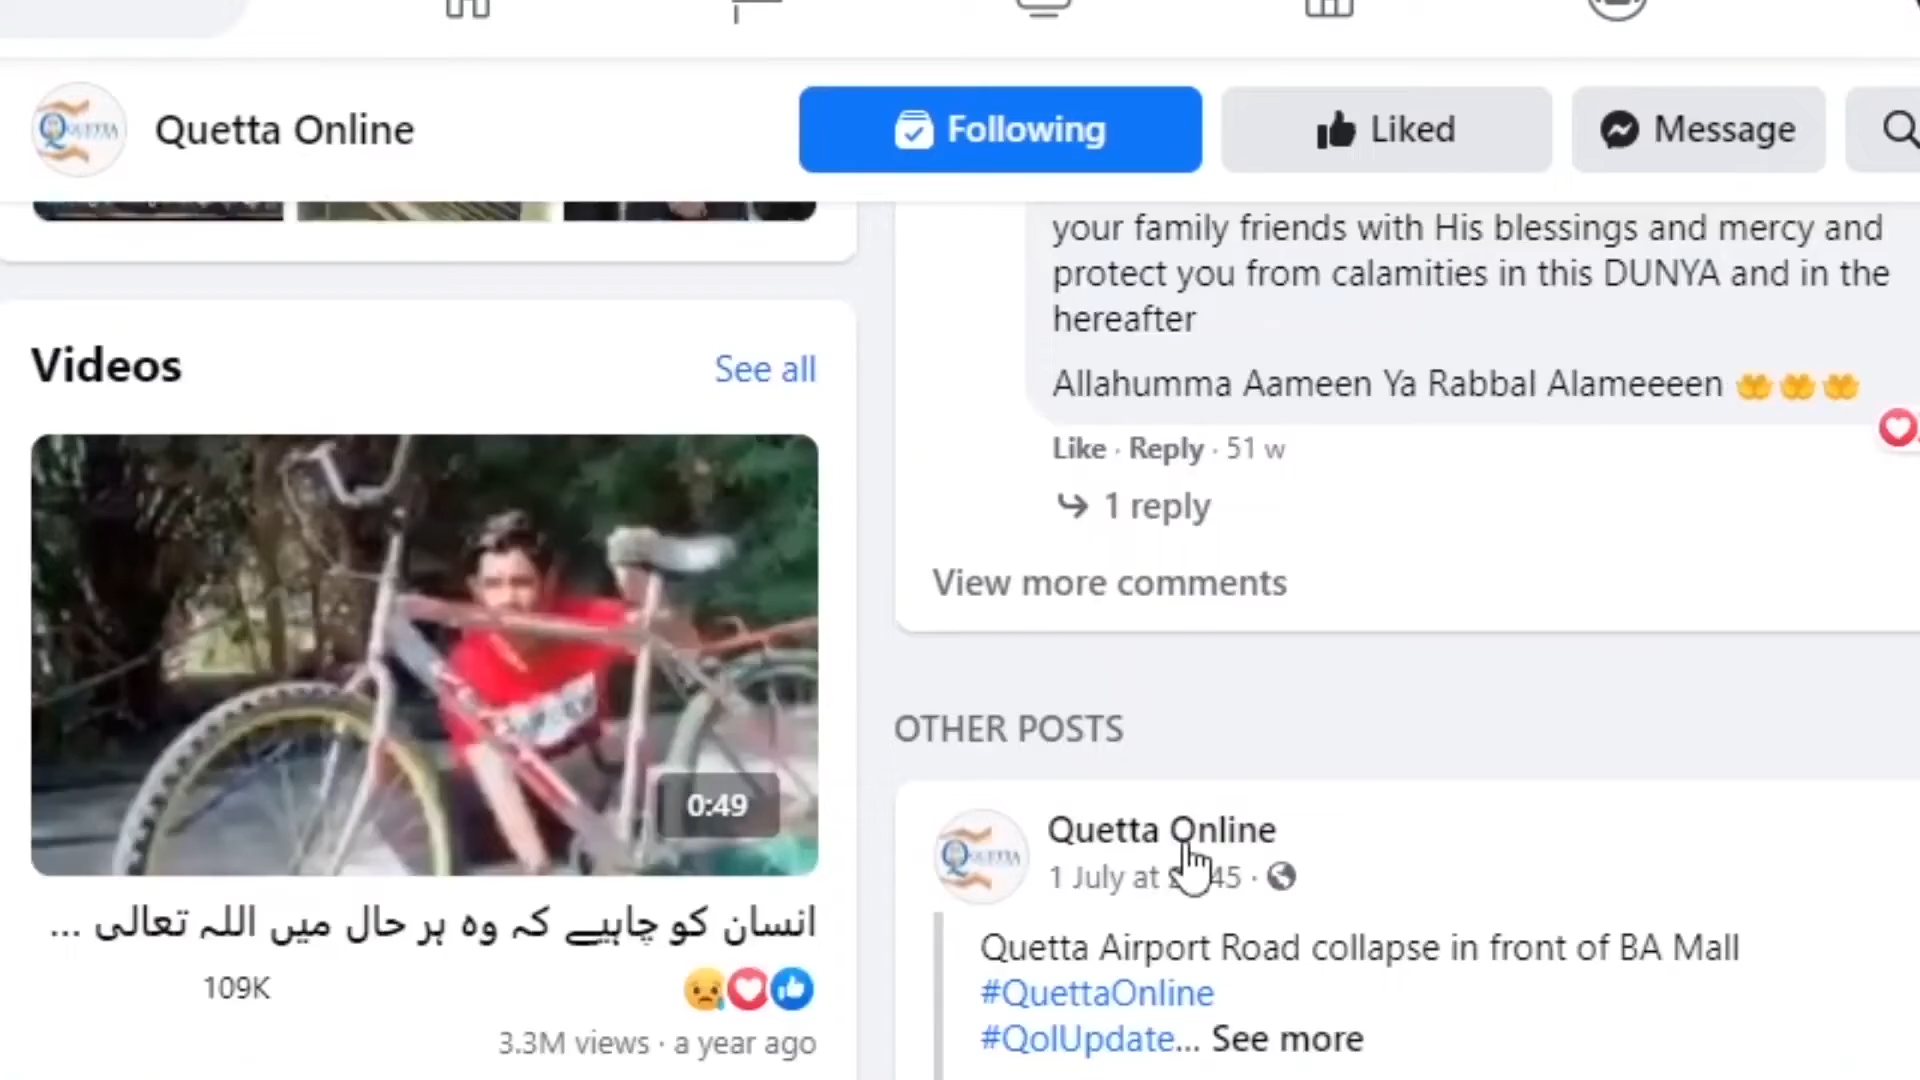 Quetta Online
Following
Liked
Message
your family friends with His blessings and mercy and
protect you from calamities in this DUNYA and in the
hereafter
Allahumma Aameen Ya Rabbal Alameeeen 🤲🤲🤲
Like · Reply · 51 w
1 reply
View more comments
Videos
See all
0:49
انسان کو چاہیے کہ وہ ہر حال میں اللہ تعالی ...
109K
3.3M views · a year ago
OTHER POSTS
Quetta Online
1 July at 45 ·
Quetta Airport Road collapse in front of BA Mall
#QuettaOnline
#QolUpdate... See more